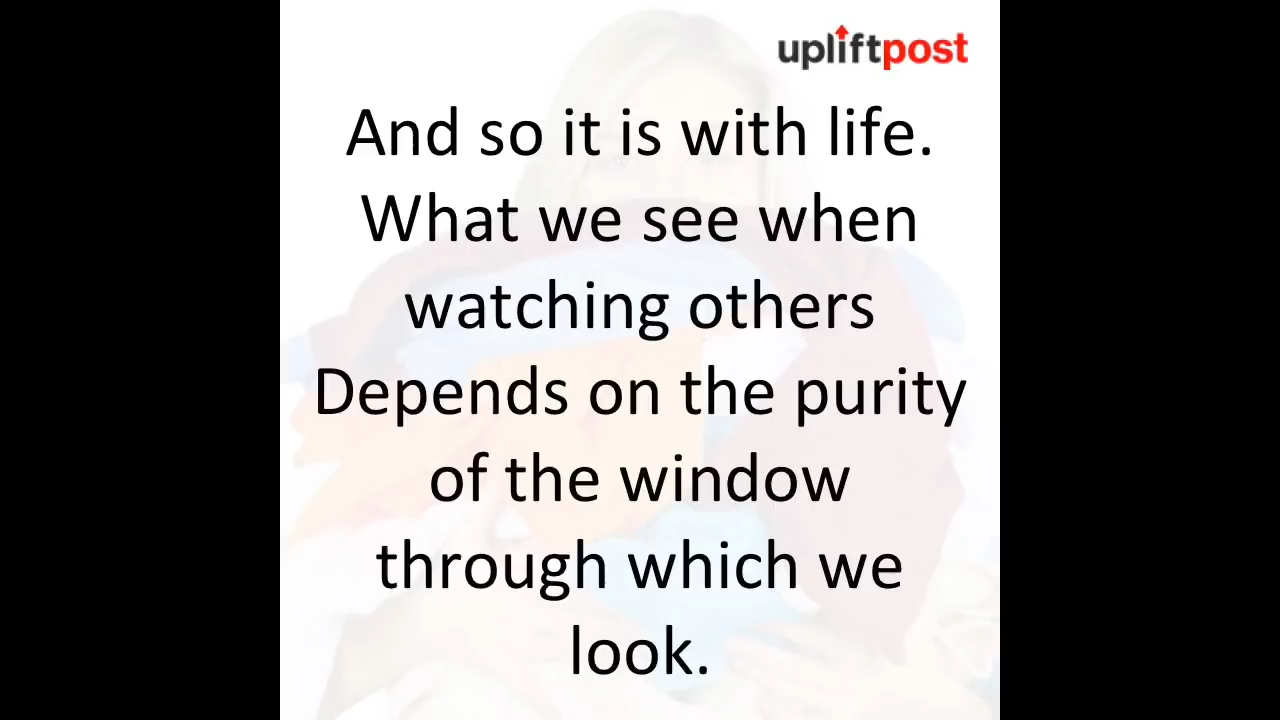 upliftpost
And so it is with life.
What we see when
watching others
Depends on the purity
of the window
through which we
look.